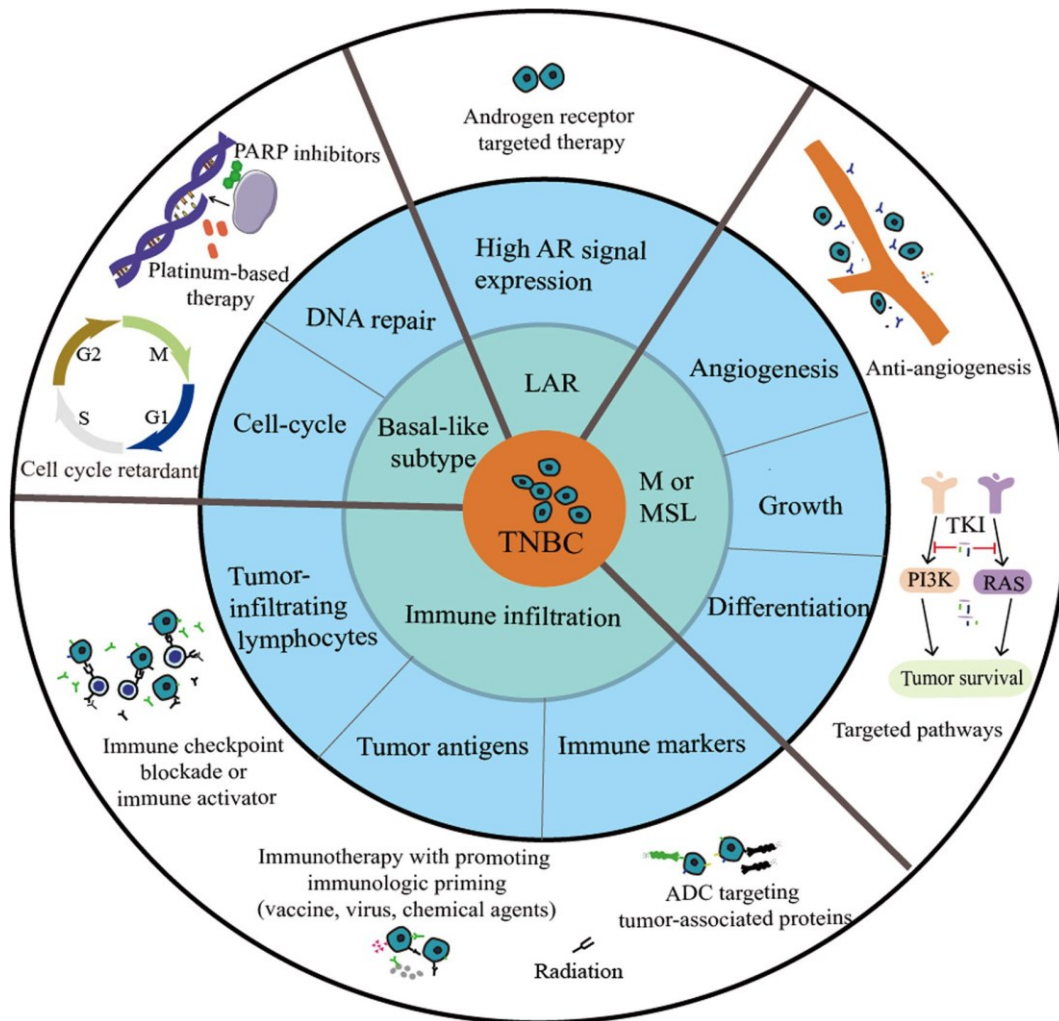 Androgen receptor
targeted therapy
PARP inhibitors
Platinum-based
therapy
G2
M
S
G1
Cell cycle retardant
High AR signal
expression
DNA repair
Cell-cycle
Angiogenesis
Growth
Differentiation
Anti-angiogenesis
LAR
Basal-like
subtype
M or
MSL
TNBC
Immune infiltration
TKI
PI3K
RAS
Tumor survival
Targeted pathways
Tumor-
infiltrating
lymphocytes
Tumor antigens
Immune markers
Immune checkpoint
blockade or
immune activator
Immunotherapy with promoting
immunologic priming
(vaccine, virus, chemical agents)
Radiation
ADC targeting
tumor-associated proteins